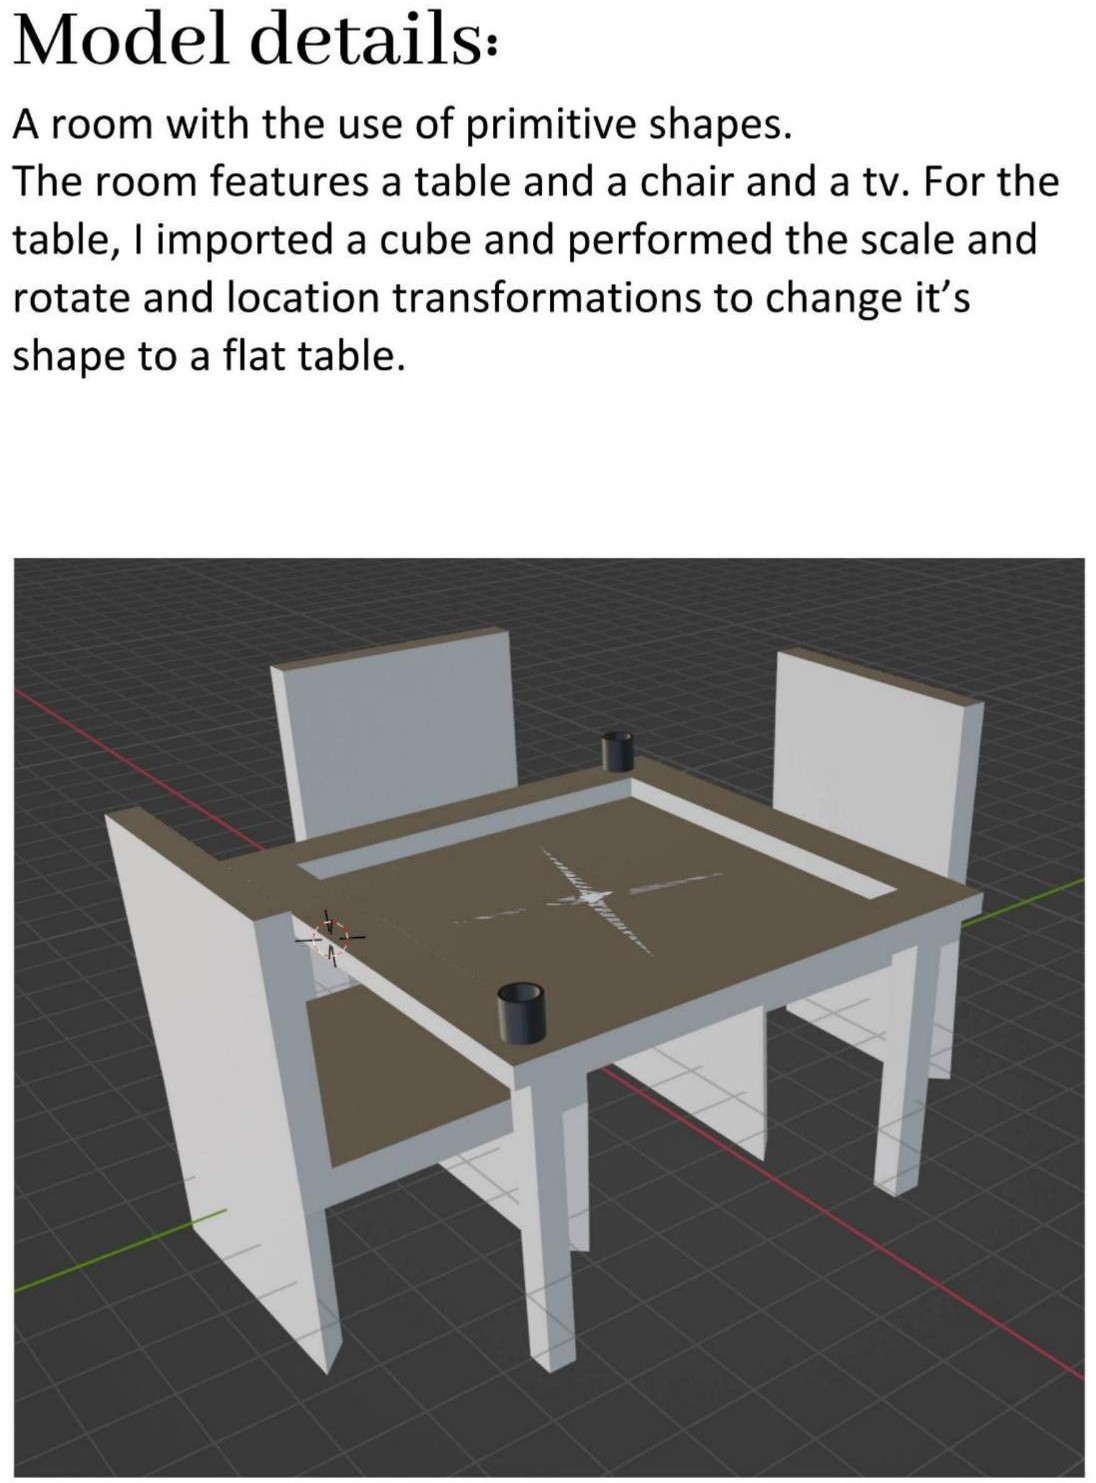 Model details:
A room with the use of primitive shapes.
The room features a table and a chair and a tv. For the
table, I imported a cube and performed the scale and
rotate and location transformations to change it’s
shape to a flat table.